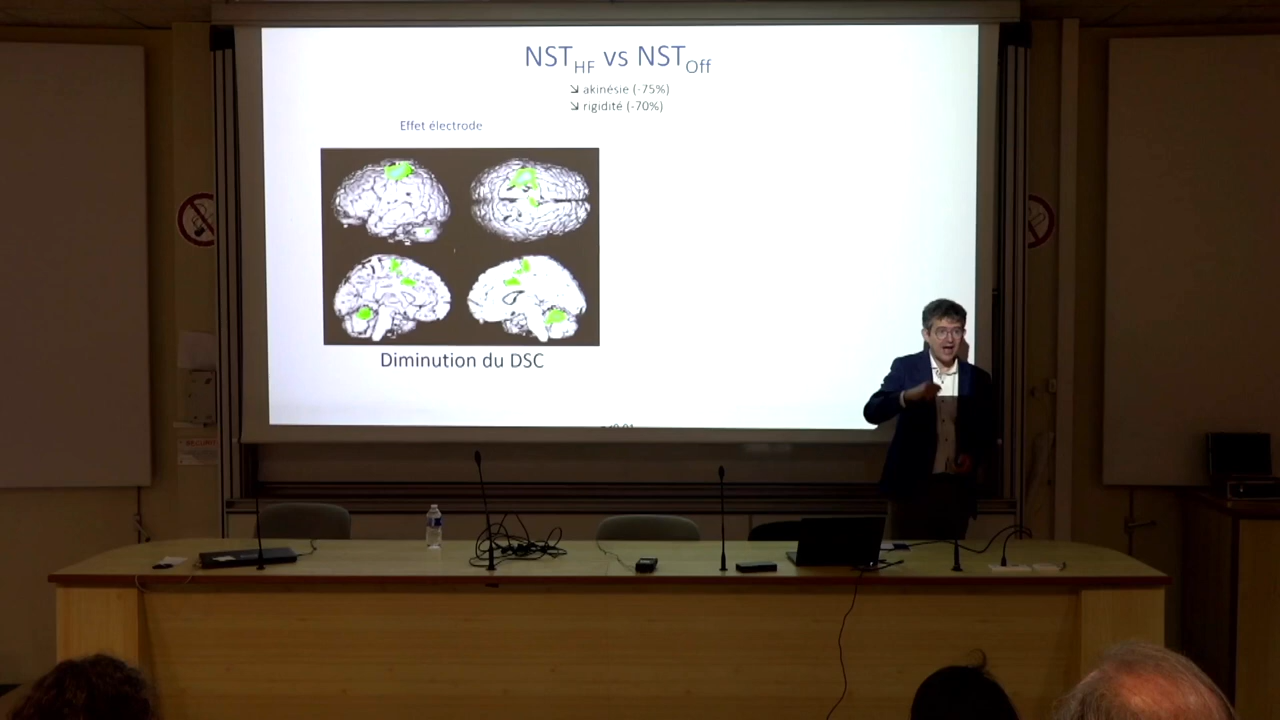 NSTHF vs NSTOff
↘ akinésie (-75%)
↘ rigidité (-70%)
Effet électrode
Diminution du DSC